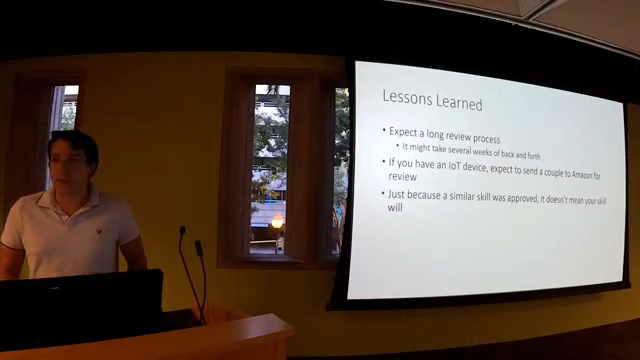 Lessons Learned
• Expect a long review process
• It might take several weeks of back and forth
• If you have an IoT device, expect to send a couple to Amazon for
review
• Just because a similar skill was approved, it doesn't mean your skill
will